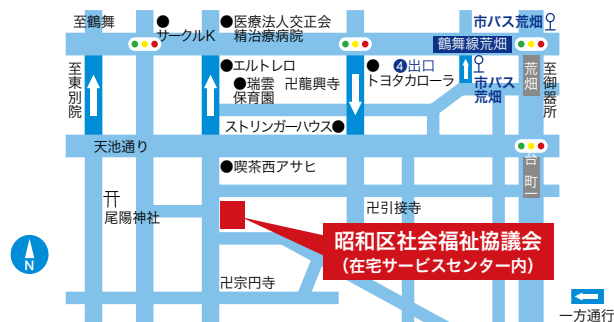 至鶴舞
サークルK
医療法人交正会
精治療病院
市バス荒畑
鶴舞線荒畑
至東別院
エルトレロ
瑞雲
保育園
卍龍興寺
❹出口
トヨタカローラ
市バス
荒畑
荒畑
至御器所
ストリンガーハウス
天池通り
台町
喫茶西アサヒ
尾陽神社
卍引接寺
昭和区社会福祉協議会
（在宅サービスセンター内）
卍宗円寺
N
一方通行